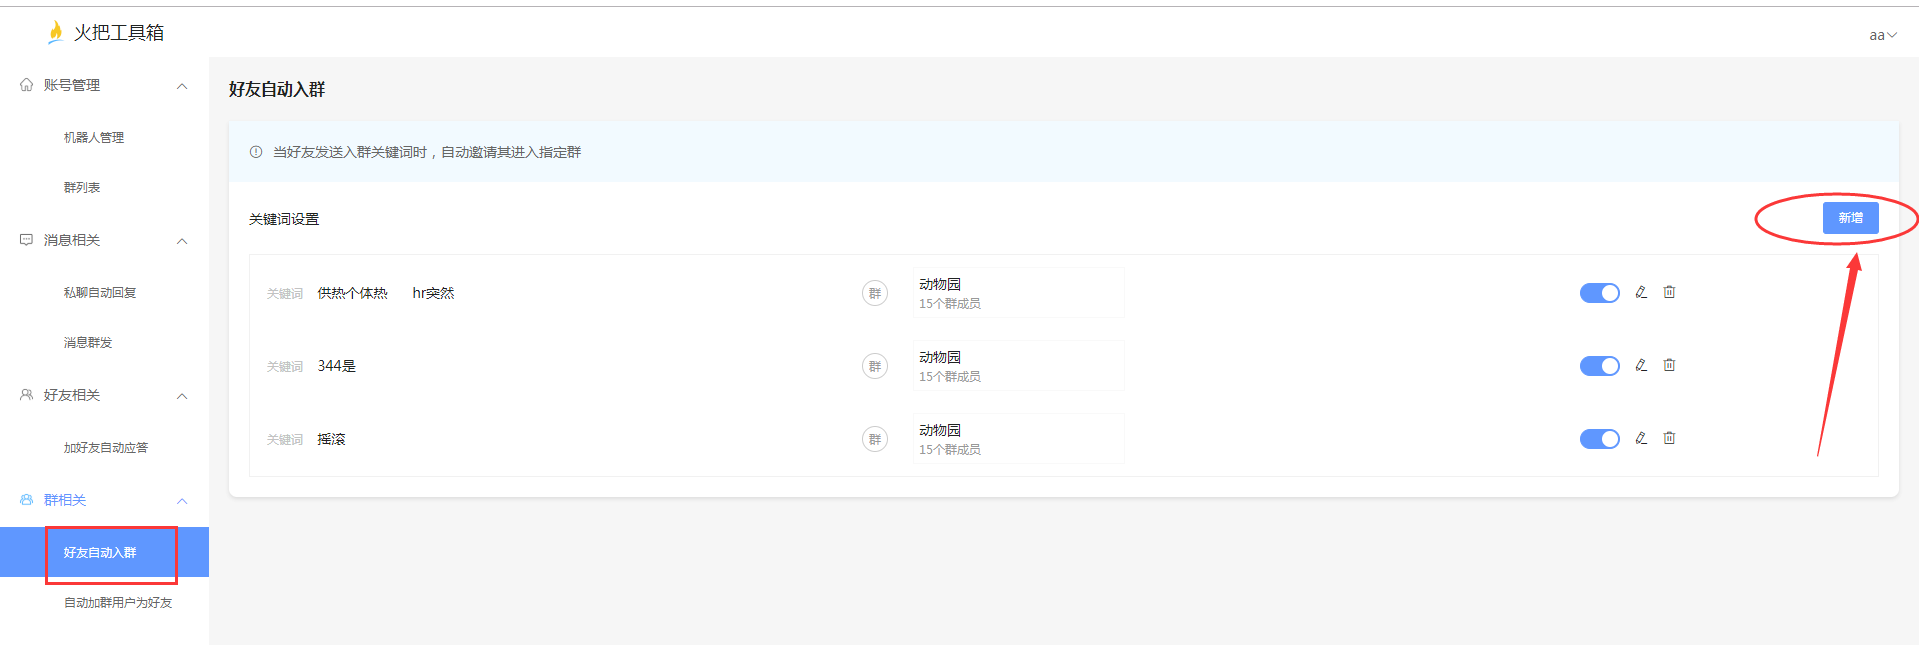 火把工具箱
aa
账号管理
机器人管理
群列表
消息相关
私聊自动回复
消息群发
好友相关
加好友自动应答
群相关
好友自动入群
自动加群用户为好友
好友自动入群
当好友发送入群关键词时，自动邀请其进入指定群
关键词设置
新增
关键词 供热个体热 hr突然 群 动物园
15个群成员
关键词 344是 群 动物园
15个群成员
关键词 摇滚 群 动物园
15个群成员